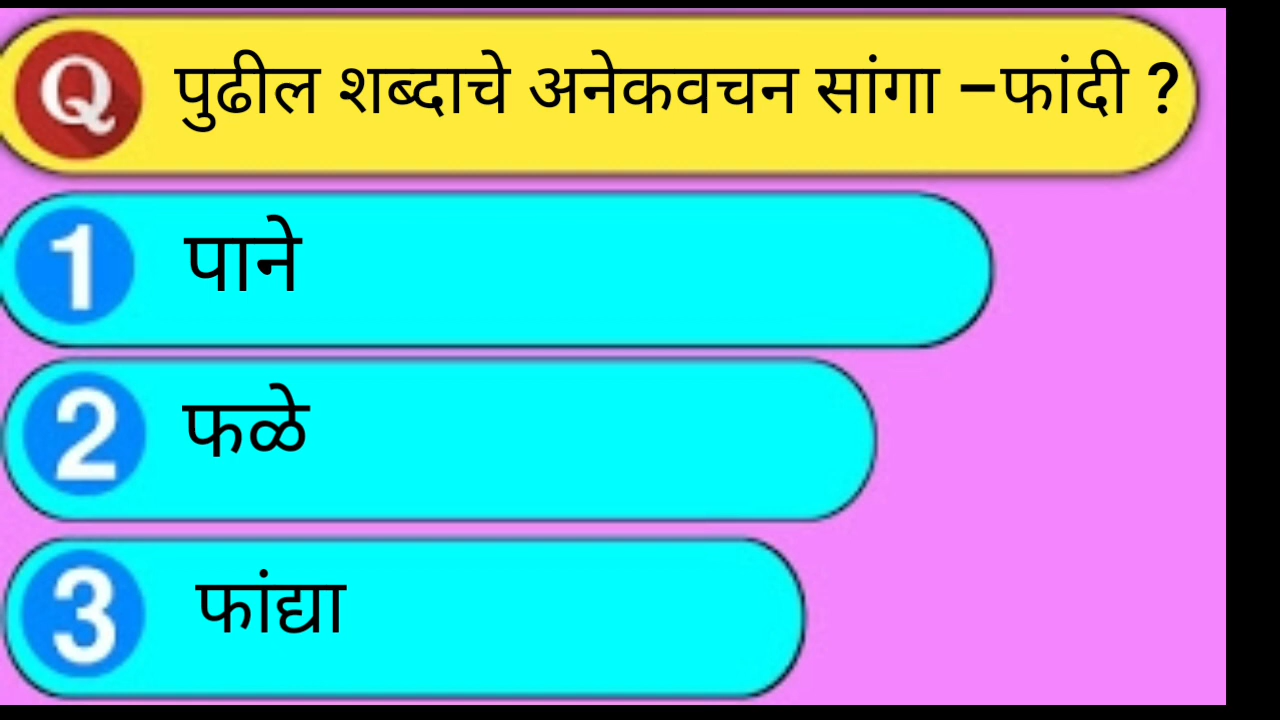 Q पुढील शब्दाचे अनेकवचन सांगा –फांदी ?
1 पाने
2 फळे
3 फांद्या